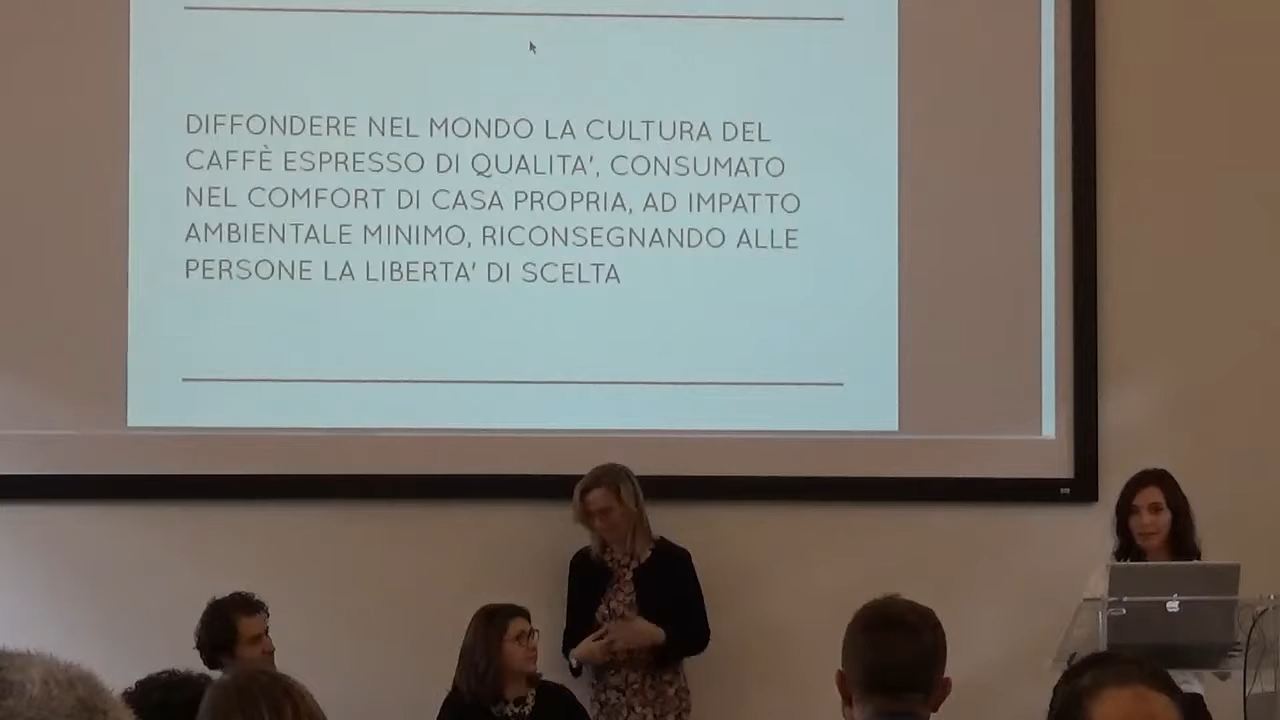 DIFFONDERE NEL MONDO LA CULTURA DEL
CAFFÈ ESPRESSO DI QUALITA', CONSUMATO
NEL COMFORT DI CASA PROPRIA, AD IMPATTO
AMBIENTALE MINIMO, RICONSEGNANDO ALLE
PERSONE LA LIBERTA' DI SCELTA